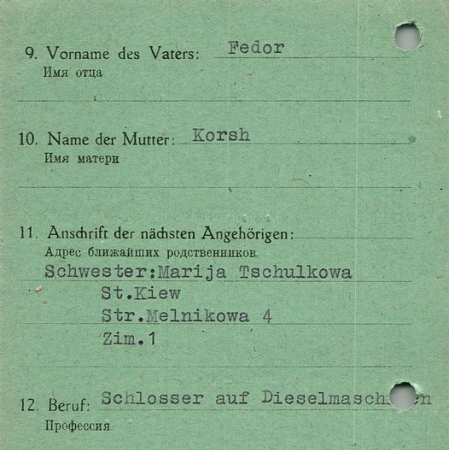 9. Vorname des Vaters: Fedor
Имя отца
10. Name der Mutter: Korsh
Имя матери
11. Anschrift der nächsten Angehörigen:
Адрес ближайших родственников
Schwester:Marija Tschulkowa
St.Kiew
Str.Melnikowa 4
Zim.1
12. Beruf: Schlosser auf
Профессия